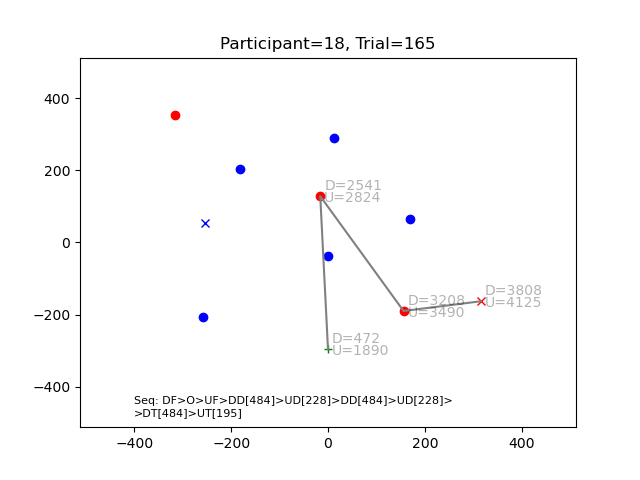 Participant=18, Trial=165
400
200
0
−200
−400
D=2541
U=2824
D=3808
U=4125
D=3208
U=3490
D=472
U=1890
Seq: DF>O>UF>DD[484]>UD[228]>DD[484]>UD[228]>
>DT[484]>UT[195]
−400
−200
0
200
400